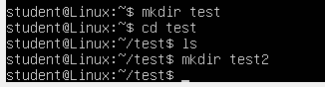 student@Linux:~$ mkdir test
student@Linux:~$ cd test
student@Linux:~/test$ ls
student@Linux:~/test$ mkdir test2
student@Linux:~/test$ _